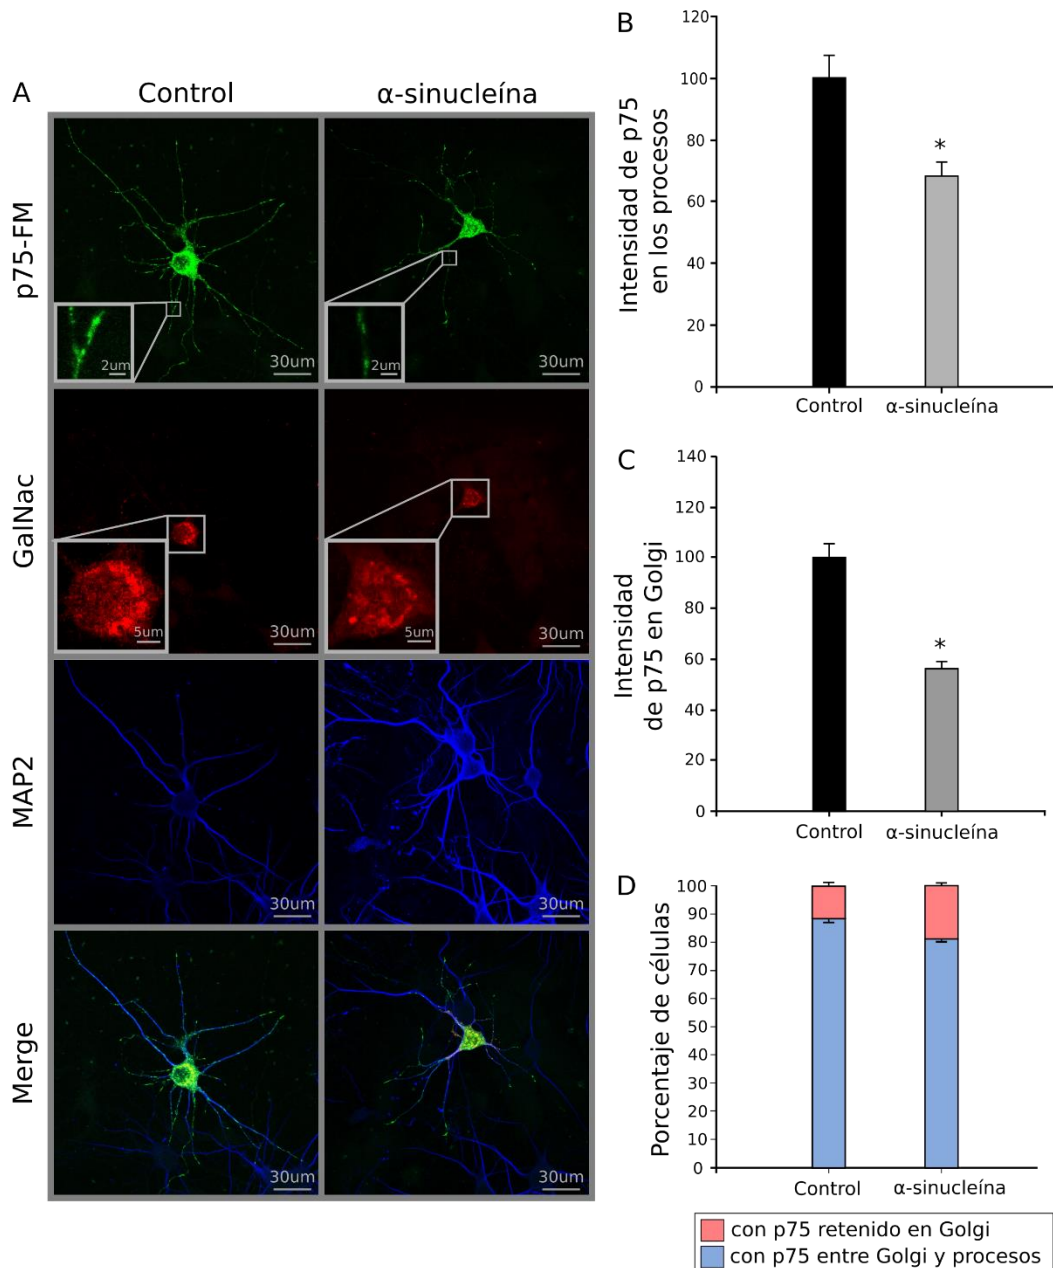 A
Control
α-sinucleína
p75-FM
2um
30um
2um
30um
GalNac
5um
30um
5um
30um
MAP2
30um
30um
Merge
30um
30um
B
Intensidad de p75
en los procesos
120
100
80
60
40
20
0
*
Control
α-sinucleína
C
Intensidad
de p75 en Golgi
140
120
100
80
60
40
20
0
*
Control
α-sinucleína
D
Porcentaje de células
100
90
80
70
60
50
40
30
20
10
0
Control
α-sinucleína
con p75 retenido en Golgi
con p75 entre Golgi y procesos